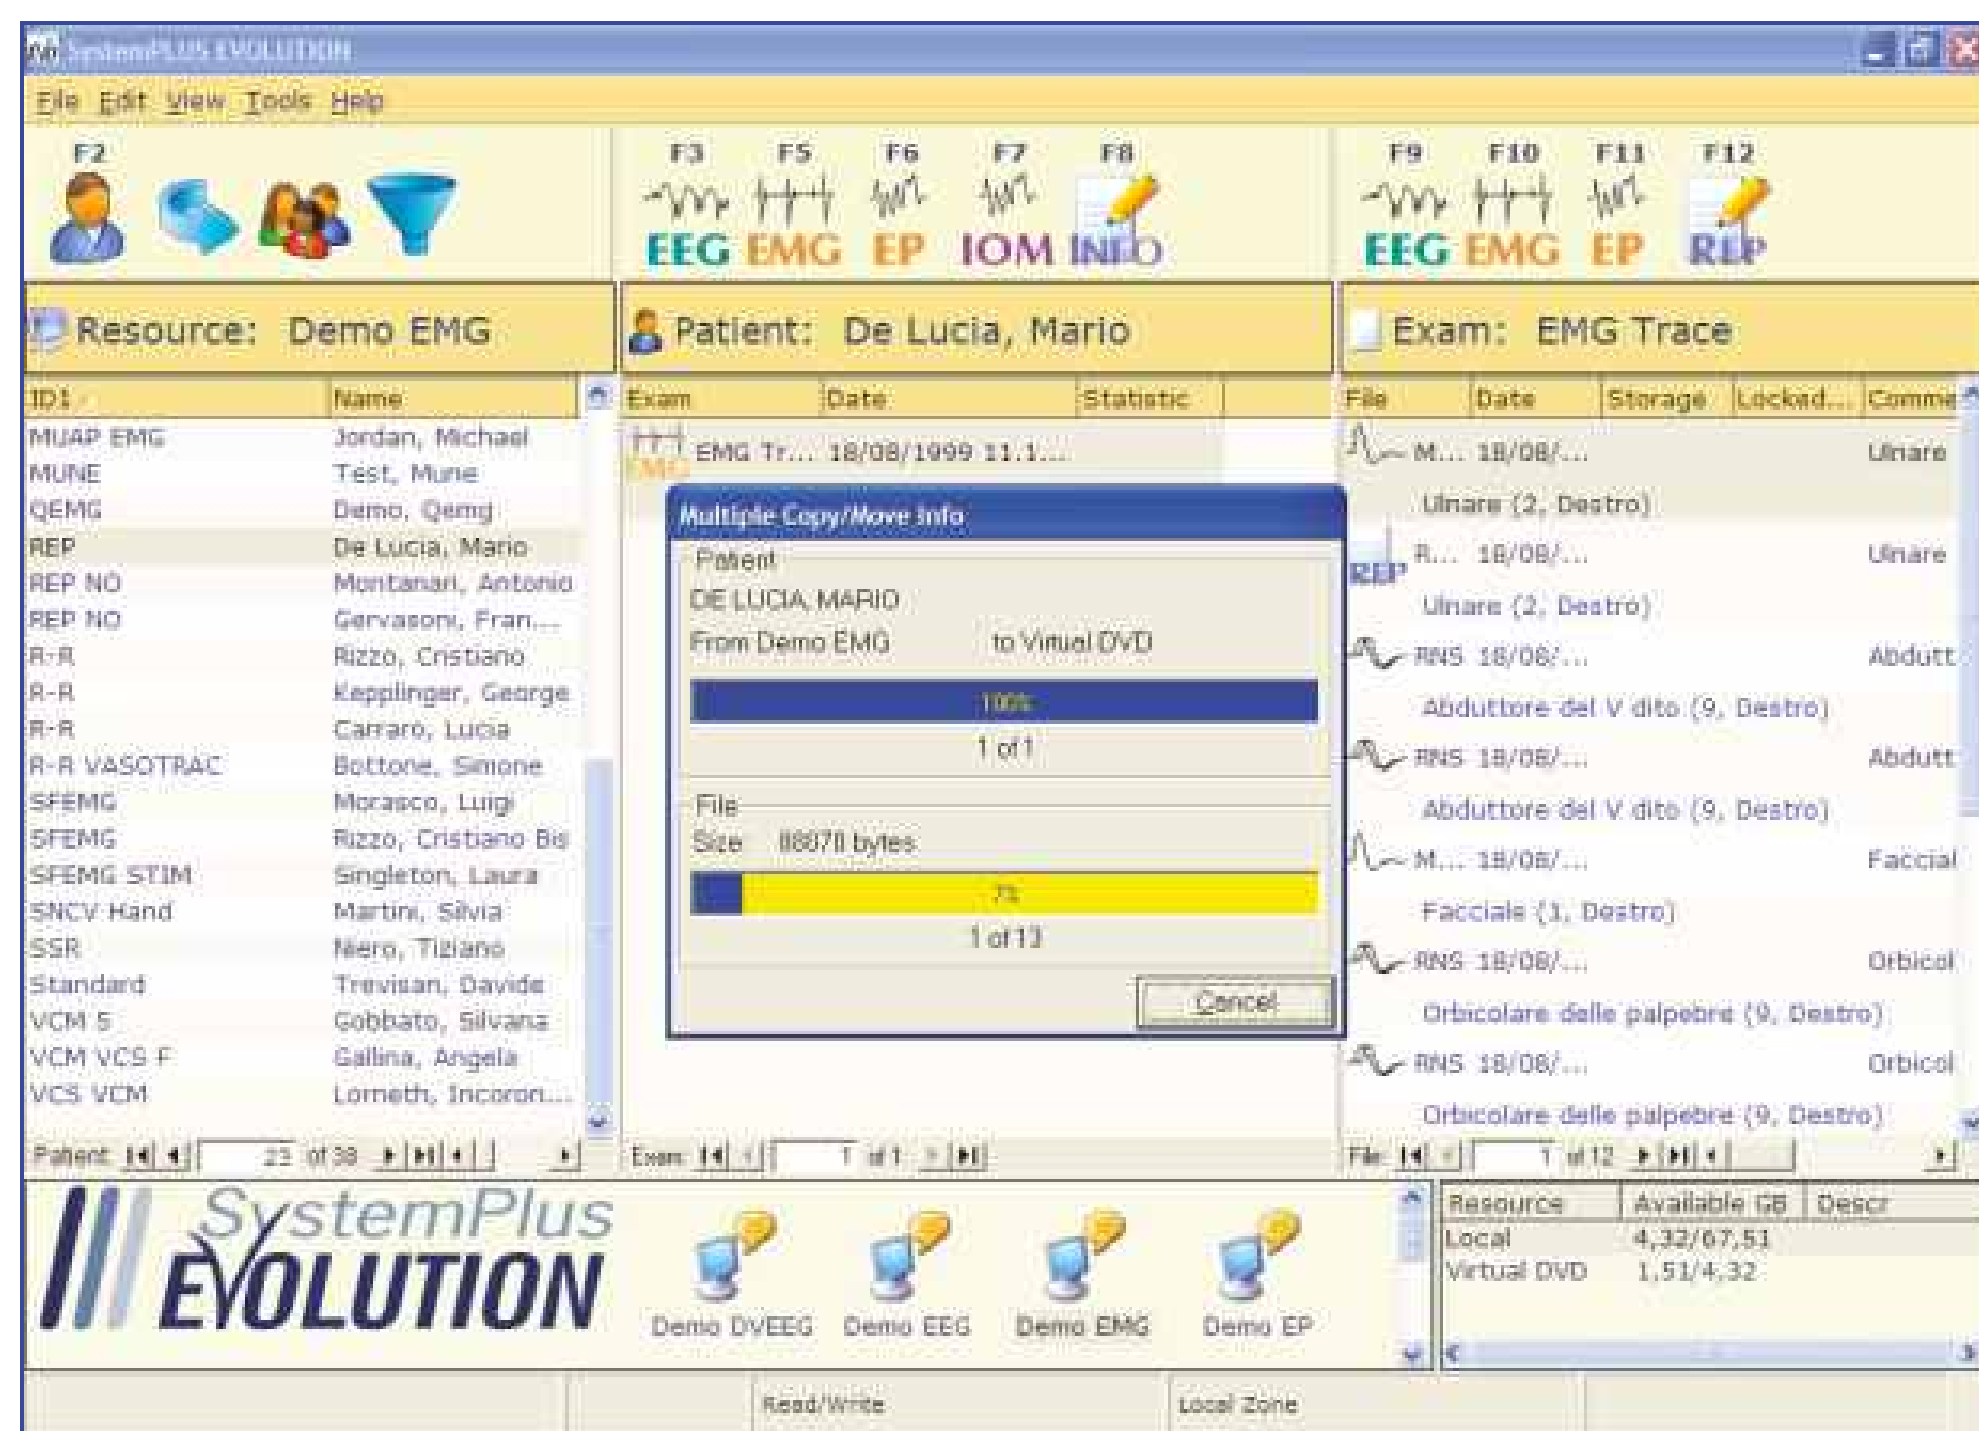 SystemPLUS EVOLUTION
File Edit View Tools Help
F2 F3 F5 F6 F7 F8 F9 F10 F11 F12
EEG EMG EP IOM INFO EEG EMG EP REP
Resource: Demo EMG
ID1 Name
MUAP EMG Jordan, Michael
MUNE Test, Mune
QEMG Demo, Qemg
REP De Lucia, Mario
REP NO Montanari, Antonio
REP NO Gervasoni, Fran...
R-R Rizzo, Cristiano
R-R Kepplinger, George
R-R Carraro, Lucia
R-R VASOTRAC Bottone, Simone
SFEMG Morasco, Luigi
SFEMG Rizzo, Cristiano Bis
SFEMG STIM Singleton, Laura
SNCV Hand Martini, Silvia
SSR Niero, Tiziano
Standard Trevisan, Davide
VCM 5 Gobbato, Silvana
VCM VCS F Gallina, Angela
VCS VCM Lorneth, Incoron...
Patient 23 of 38
Patient: De Lucia, Mario
Exam Date Statistic
EMG
EMG Tr... 18/08/1999 11.1...
Multiple Copy/Move Info
Patient
DE LUCIA, MARIO
From Demo EMG to Virtual DVD
100%
1 of 1
File
Size bytes
7%
1 of 13
Cancel
Exam 1 of 1
Exam: EMG Trace
File Date Storage Locked... Comme
M... 18/08/... Ulnare
Ulnare (2, Destro)
REP
R... 18/08/... Ulnare
Ulnare (2, Destro)
RNS 18/08/... Abdutt
Abduttore del V dito (9, Destro)
RNS 18/08/... Abdutt
Abduttore del V dito (9, Destro)
M... 18/08/... Faccial
Facciale (1, Destro)
RNS 18/08/... Orbicol
Orbicolare delle palpebre (9, Destro)
RNS 18/08/... Orbicol
Orbicolare delle palpebre (9, Destro)
File 1 of 12
SystemPlus
EVOLUTION
Demo DVEEG Demo EEG Demo EMG Demo EP
Resource Available GB Descr
Local 4,32/67,51
Virtual DVD 1,51/4,32
Read/Write Local Zone